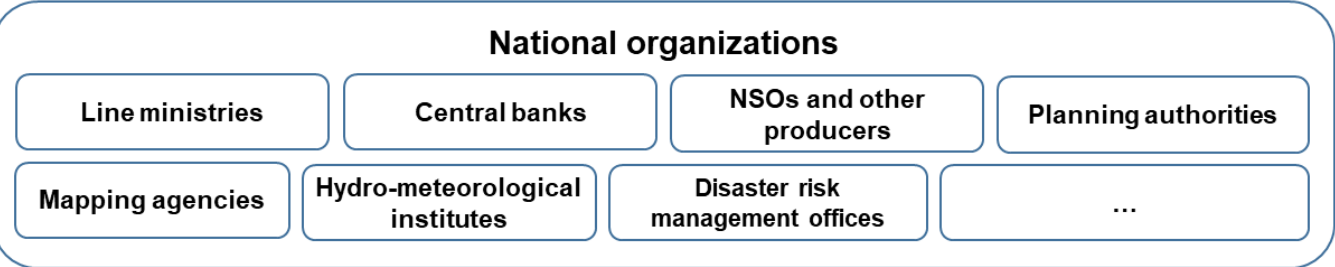 National organizations
Line ministries
Central banks
NSOs and other
producers
Planning authorities
Mapping agencies
Hydro-meteorological
institutes
Disaster risk
management offices
...